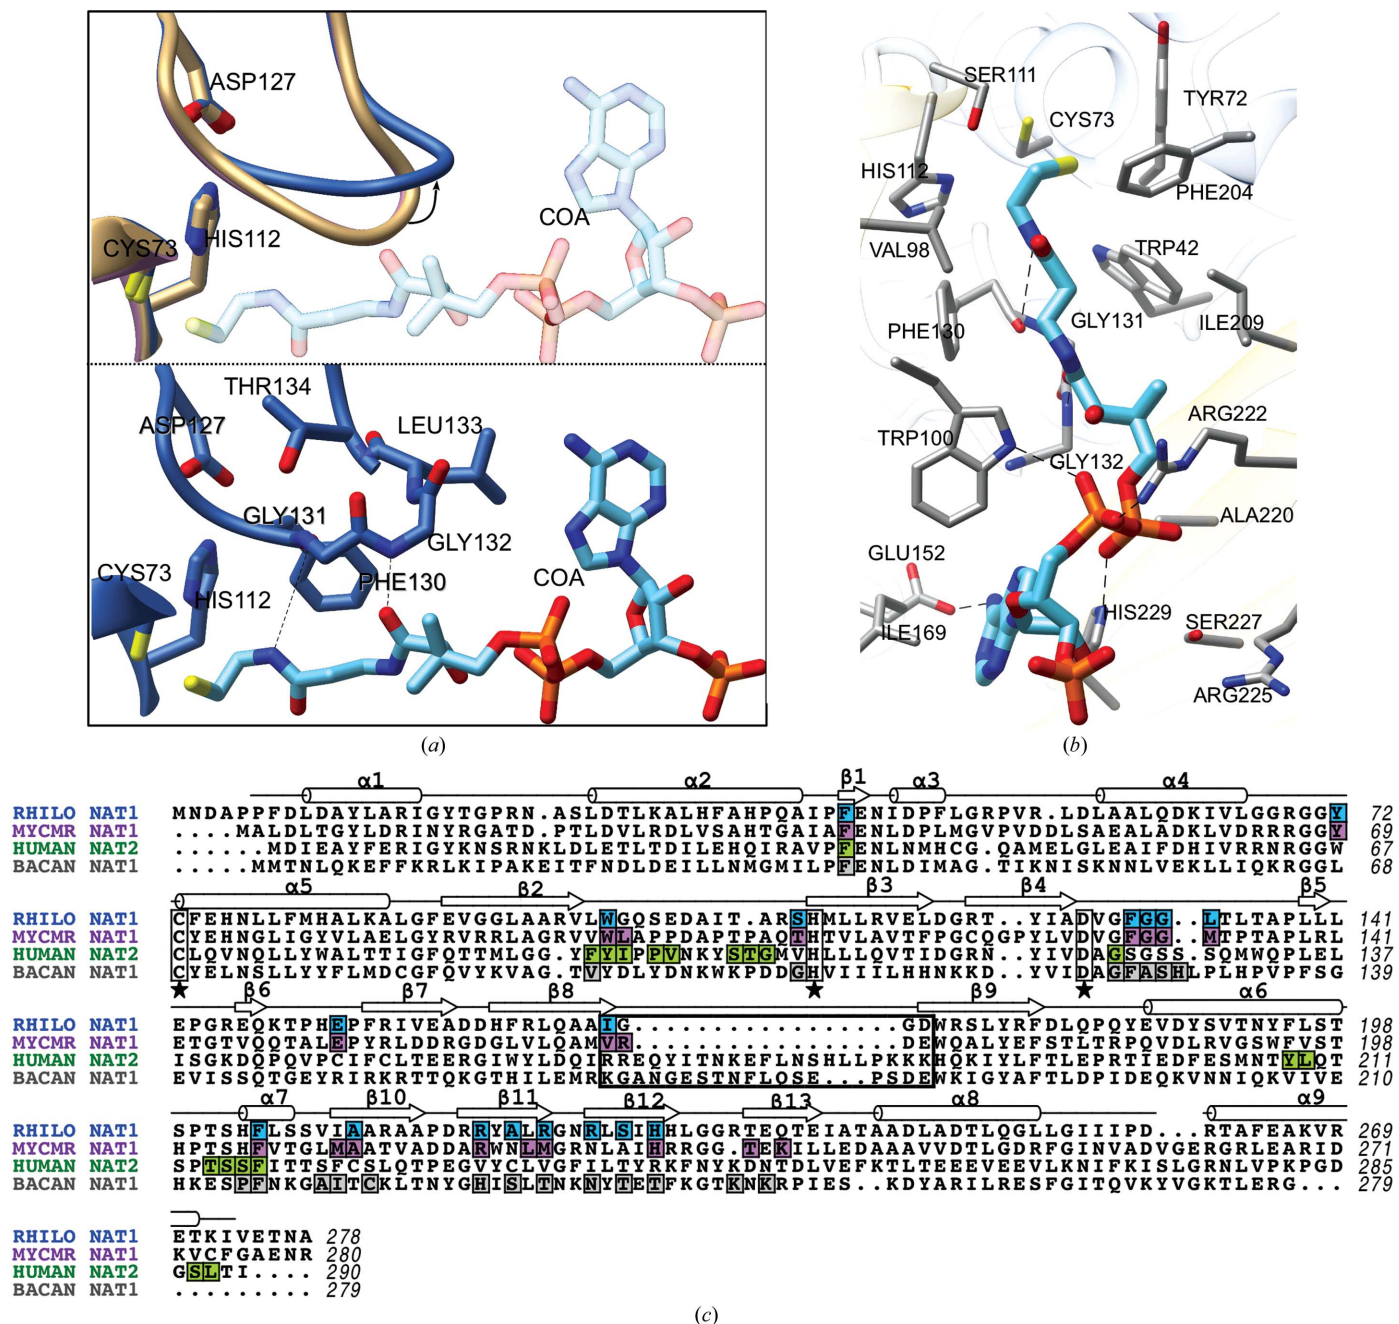 ASP127
CYS73
HIS112
COA
THR134
ASP127
LEU133
GLY131
GLY132
CYS73
PHE130
HIS112
COA
(a)
SER111
CYS73
TYR72
HIS112
PHE204
VAL98
TRP42
PHE130
GLY131
ILE209
TRP100
ARG222
GLY132
ALA220
GLU152
ILE169
HIS229
SER227
ARG225
(b)
α1 α2 β1 α3 α4
RHILO NAT1 MNDAPPFDLDAYLARIGYTGPRN.ASLDTLKALHFAHPQAIPFENIDPFLGRPVR.LDLAALQDKIVLGGRGGY 72
MYCMR NAT1 ....MALDLTGYLDRINYRGATD.PTLDVLRDLVSAHTGAIAFENLDPLMGVPVDDLSAEALADKLVDRRRGGY 69
HUMAN NAT2 ......MDIEAYFERIGYKNSRNKLDLETLTDILEHQIRAVPFENLNMHCG.QAMELGLEAIFDHIVRRNRGGW 67
BACAN NAT1 .....MMTNLQKEFFKRLKIPAKEITFNDLDEILLNMGMILPFENLDIMAG.TIKNISKNNLVEKLLIQKRGGL 68
α5 β2 β3 β4 β5
RHILO NAT1 CFEHNLLFMHALKALGFEVGGLAARVLWGQSEDAIT.ARSHMLLRVELDGRT..YIADVGFGG..LTLTAPLLL 141
MYCMR NAT1 CYEHNGLIGYVLAELGYRVRRLAGRVVWLAPPDAPTPAQTHTVLAVTFPGCQGPYLVDVGFGG..MTPTAPLRL 141
HUMAN NAT2 CLQVNQLLYWALTTIGFQTTMLGG.YFYIPPVNKYSTGMVHLLLQVTIDGRN..YIVDAGSGSS.SQMWQPLEL 137
BACAN NAT1 CYELNSLLYYFLMDCGFQVYKVAG.TVYDLYDNKWKPDDGHVIIILHHNKKD..YVIDAGFASHLPLHPVPFSG 139
β6 β7 β8 β9 α6
RHILO NAT1 EPGREQKTPHEPFRIVEADDHFRLQAAIG.................GDWRSLYRFDLQPQYEVDYSVTNYFLST 198
MYCMR NAT1 ETGTVQQTALEPYRLDDRGDGLVLQAMVR.................DEWQALYEFSTLTRPQVDLRVGSWFVST 198
HUMAN NAT2 ISGKDQPQVPCIFCLTEERGIWYLDQIRREQYITNKEFLNSHLLPKKKHQKIYLFTLEPRTIEDFESMNTYLQT 211
BACAN NAT1 EVISSQTGEYRIRKRTTQKGTHILEMRKGANGESTNFLQSE...PSDEWKIGYAFTLDPIDEQKVNNIQKVIVE 210
α7 β10 β11 β12 β13 α8 α9
RHILO NAT1 SPTSHFLSSVIAARAAPDRRYALRGNRLSIHHLGGRTEQTEIATAADLADTLQGLLGIIIPD..RTAFEAKVR 269
MYCMR NAT1 SPTSHFVTGLMAATVADDARWNLMGRNLAIHRRGG.TEKILLEDAAAVVDTLGDRFGINVADVGERGRLEARID 271
HUMAN NAT2 SPTSSFITTSFCSLQTPEGVYCLVGFILTYRKFNYKDNTDLVEFKTLTEEEVEEVLKNIFKISLGRNLVPKPGD 285
BACAN NAT1 HKESPFNKGAITCKLTNYGHISLTNKNYTETFKGTKNKRPIES..KDYARILRESFGITQVKYVGKTLERG... 279
RHILO NAT1 ETKIVETNA 278
MYCMR NAT1 KVCFGAENR 280
HUMAN NAT2 GSLTI.... 290
BACAN NAT1 ......... 279
(c)